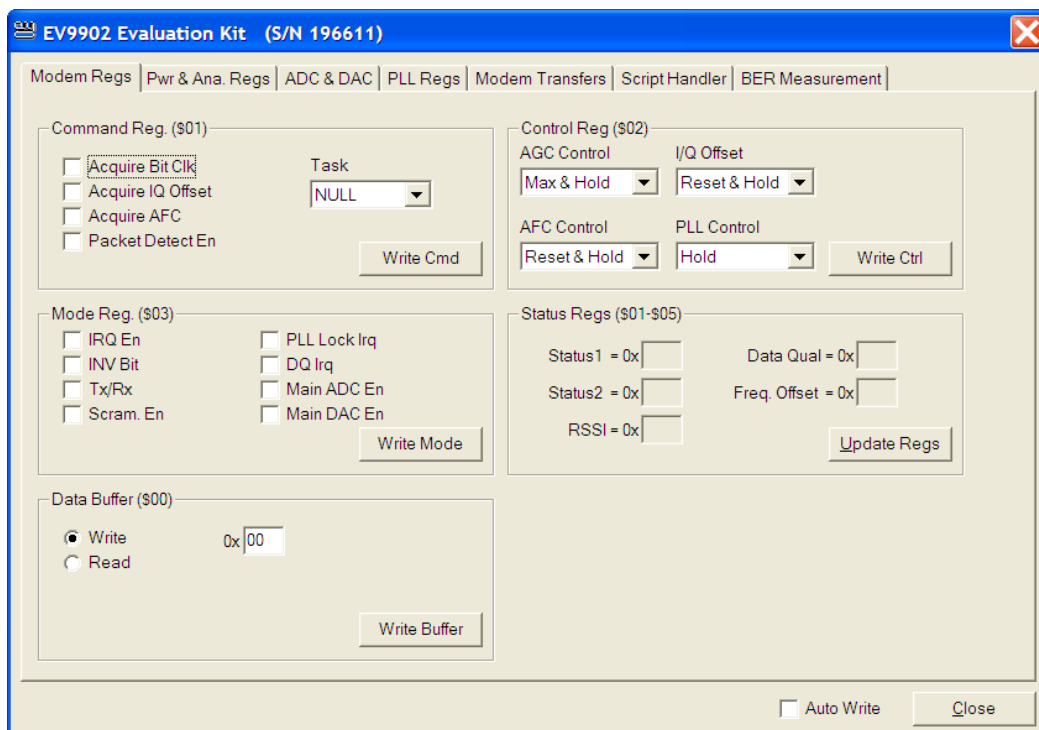 EV9902 Evaluation Kit (S/N 196611)
Modem Regs Pwr & Ana. Regs ADC & DAC PLL Regs Modem Transfers Script Handler BER Measurement
Command Reg. ($01)
Acquire Bit Clk
Acquire IQ Offset
Acquire AFC
Packet Detect En
Task
NULL
Write Cmd
Control Reg ($02)
AGC Control I/Q Offset
Max & Hold Reset & Hold
AFC Control PLL Control
Reset & Hold Hold Write Ctrl
Mode Reg. ($03)
IRQ En PLL Lock Irq
INV Bit DQ Irq
Tx/Rx Main ADC En
Scram. En Main DAC En
Write Mode
Status Regs ($01-$05)
Status1 = 0x Data Qual = 0x
Status2 = 0x Freq. Offset = 0x
RSSI = 0x
Update Regs
Data Buffer ($00)
Write 0x 00
Read
Write Buffer
Auto Write Close